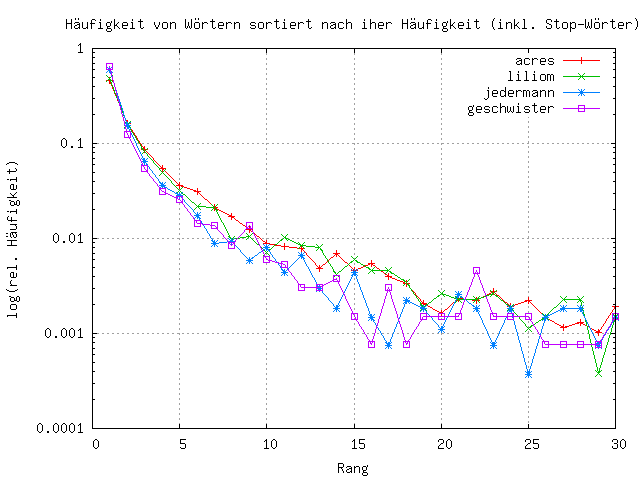 Häufigkeit von Wörtern sortiert nach iher Häufigkeit (inkl. Stop-Wörter)
1
0.1
0.01
0.001
0.0001
log(rel. Häufigkeit)
acres
liliom
jedermann
geschwister
0 5 10 15 20 25 30
Rang